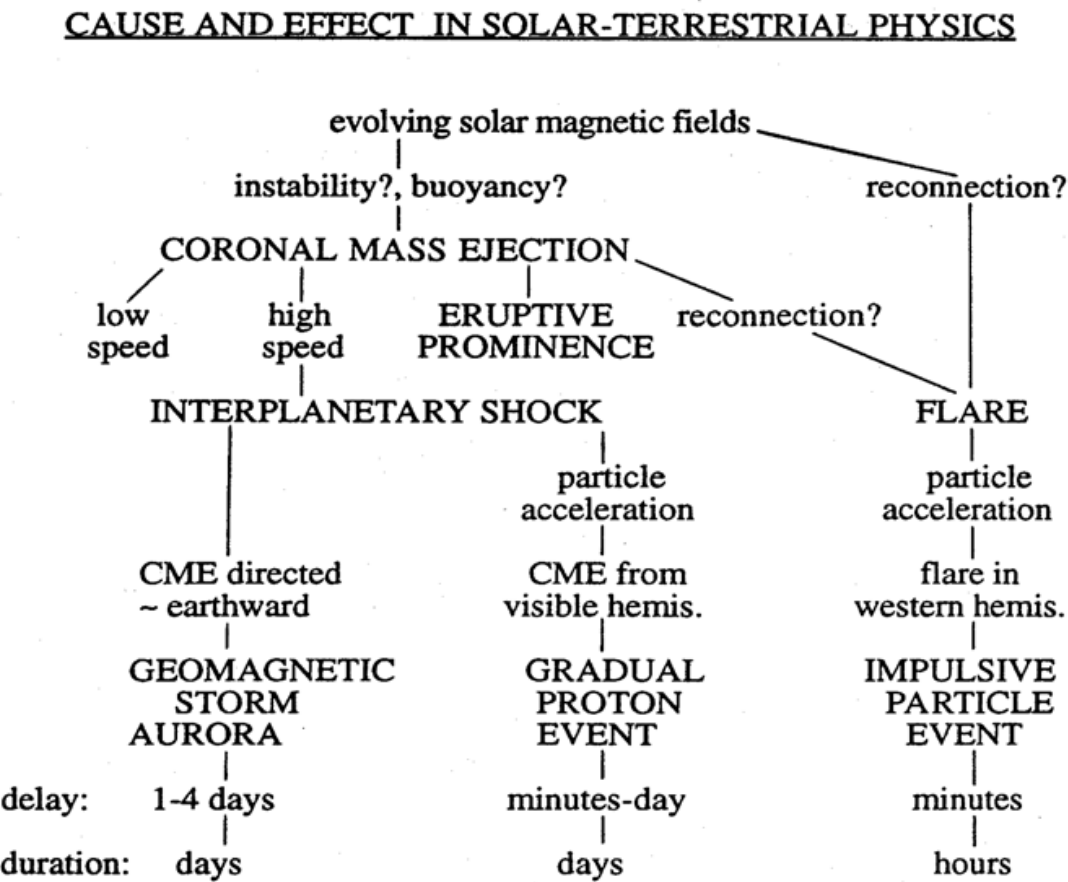 CAUSE AND EFFECT IN SOLAR-TERRESTRIAL PHYSICS
evolving solar magnetic fields
instability?, buoyancy?
reconnection?
CORONAL MASS EJECTION
low speed
high speed
ERUPTIVE PROMINENCE
reconnection?
INTERPLANETARY SHOCK
FLARE
particle acceleration
particle acceleration
CME directed ~ earthward
CME from visible hemis.
flare in western hemis.
GEOMAGNETIC STORM AURORA
GRADUAL PROTON EVENT
IMPULSIVE PARTICLE EVENT
delay: 1-4 days minutes-day minutes
duration: days days hours